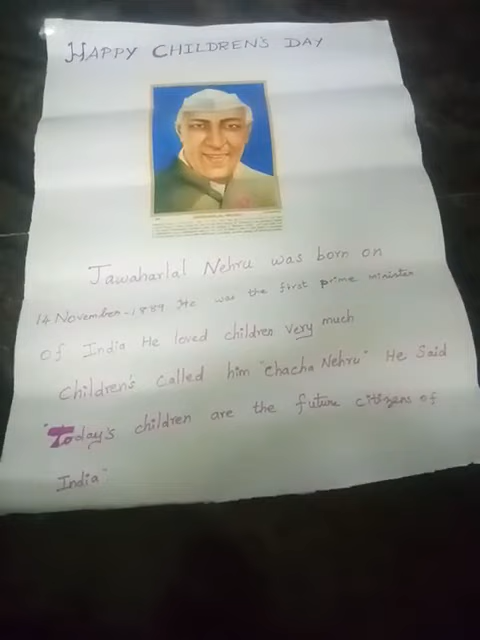 HAPPY CHILDREN'S DAY
Jawaharlal Nehru was born on
14 November-1889 He was the first prime minister
of India He loved children very much
Children's called him "chacha Nehru" He Said
"Today's children are the future citizens of
India"